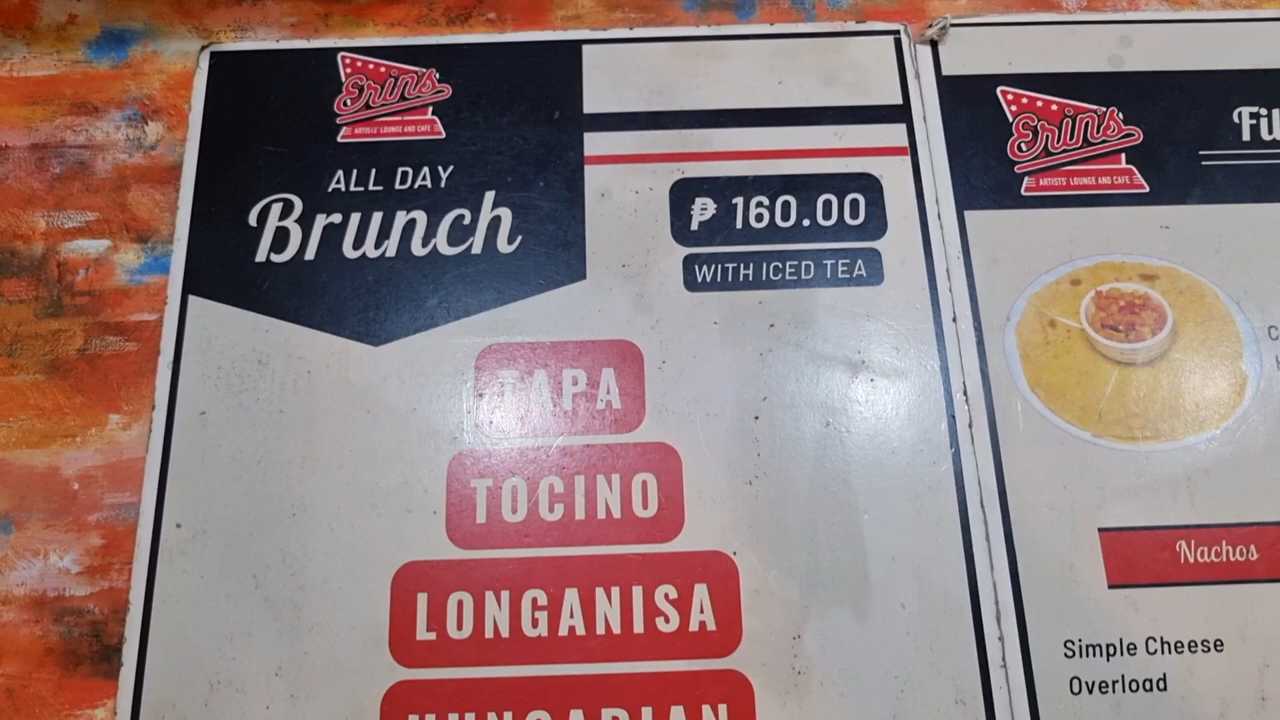 Erin's
ARTISTS' LOUNGE AND CAFE
ALL DAY
Brunch
₱ 160.00
WITH ICED TEA
TAPA
TOCINO
LONGANISA
HUNGARIAN
Erin's
ARTISTS' LOUNGE AND CAFE
Nachos
Simple Cheese
Overload